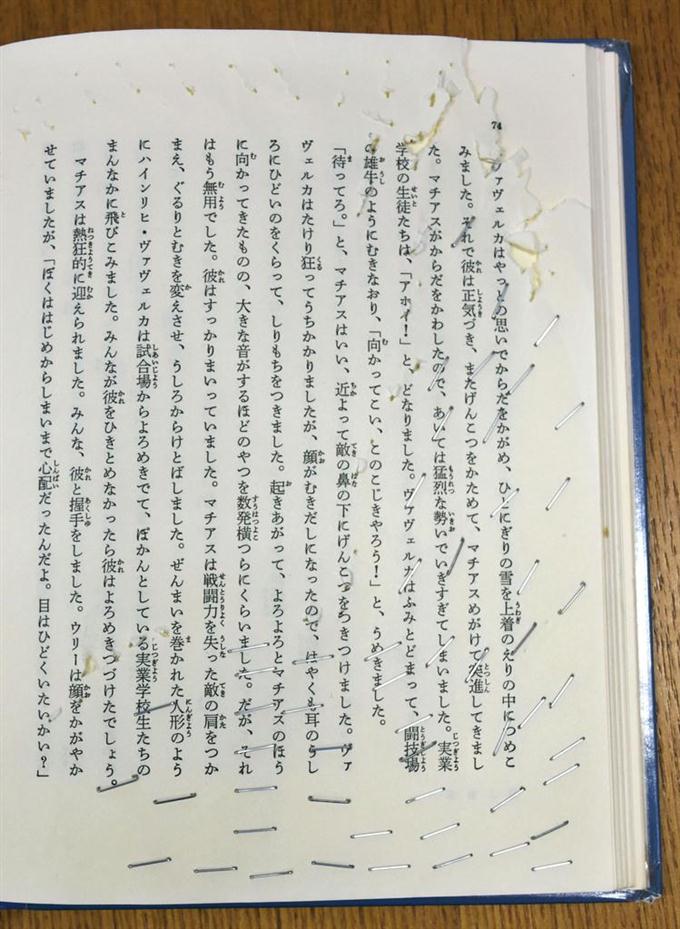 74
ヴァヴェルカはやっとの思いでからだをかがめ、ひとにぎりの雪を上着のえりの中につめこ
みました。それで彼は正気づき、またげんこつをかためて、マチアスめがけて突進してきまし
た。マチアスがからだをかわしたので、あいては猛烈な勢いでいきすぎてしまいました。実業
学校の生徒たちは、「アホイ！」と、どなりました。ヴァヴェルカはふみとどまって、闘技場
の雄牛のようにむきなおり、「向かってこい、このこじきやろう！」と、うめきました。
「待ってろ。」と、マチアスはいい、近よって敵の鼻の下にげんこつをつきつけました。ヴァ
ヴェルカはたけり狂ってうちかかりましたが、顔がむきだしになったので、はやくも耳のうし
ろにひどいのをくらって、しりもちをつきました。起きあがって、よろよろとマチアスのほう
に向かってきたものの、大きな音がするほどのやつを数発横つらにくらいました。だが、それ
はもう無用でした。彼はすっかりまいっていました。マチアスは戦闘力を失った敵の肩をつか
まえ、ぐるりとむきを変えさせ、うしろからけとばしました。ぜんまいを巻かれた人形のよう
にハインリヒ・ヴァヴェルカは試合場からよろめきでて、ぽかんとしている実業学校生たちの
まんなかに飛びこみました。みんなが彼をひきとめなかったら彼はよろめきつづけたでしょう。
マチアスは熱狂的に迎えられました。みんな、彼と握手をしました。ウリーは顔をかがやか
せていましたが、「ぼくははじめからしまいまで心配だったんだよ。目はひどくいたいかい？」